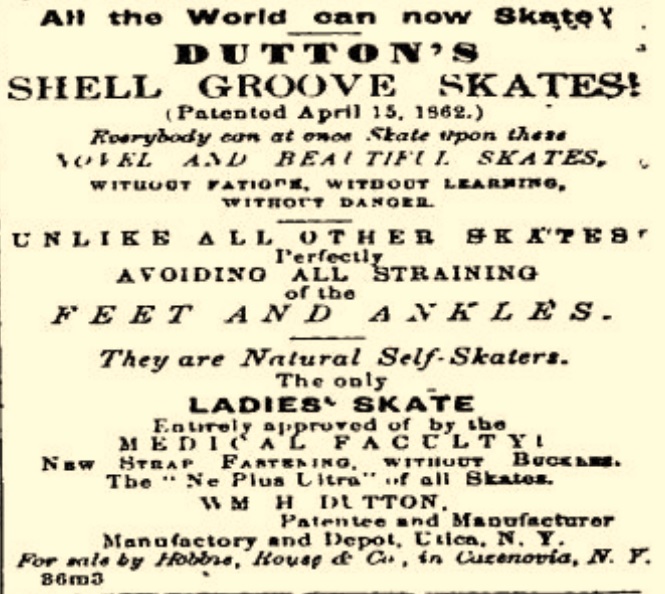 All the World can now Skate!
DUTTON'S
SHELL GROOVE SKATES!
(Patented April 15, 1862.)
Everybody can at once Skate upon these
NOVEL AND BEAUTIFUL SKATES,
WITHOUT FATIGUE, WITHOUT LEARNING,
WITHOUT DANGER.
UNLIKE ALL OTHER SKATES!
Perfectly
AVOIDING ALL STRAINING
of the
FEET AND ANKLES.
They are Natural Self-Skaters.
The only
LADIES' SKATE
Entirely approved of by the
MEDICAL FACULTY!
NEW STRAP FASTENING, WITHOUT BUCKLES.
The "Ne Plus Ultra" of all Skates.
WM H DUTTON,
Patentee and Manufacturer
Manufactory and Depot, Utica, N. Y.
For sale by Hobbie, House & Co, in Cazenovia, N. Y.
86m3